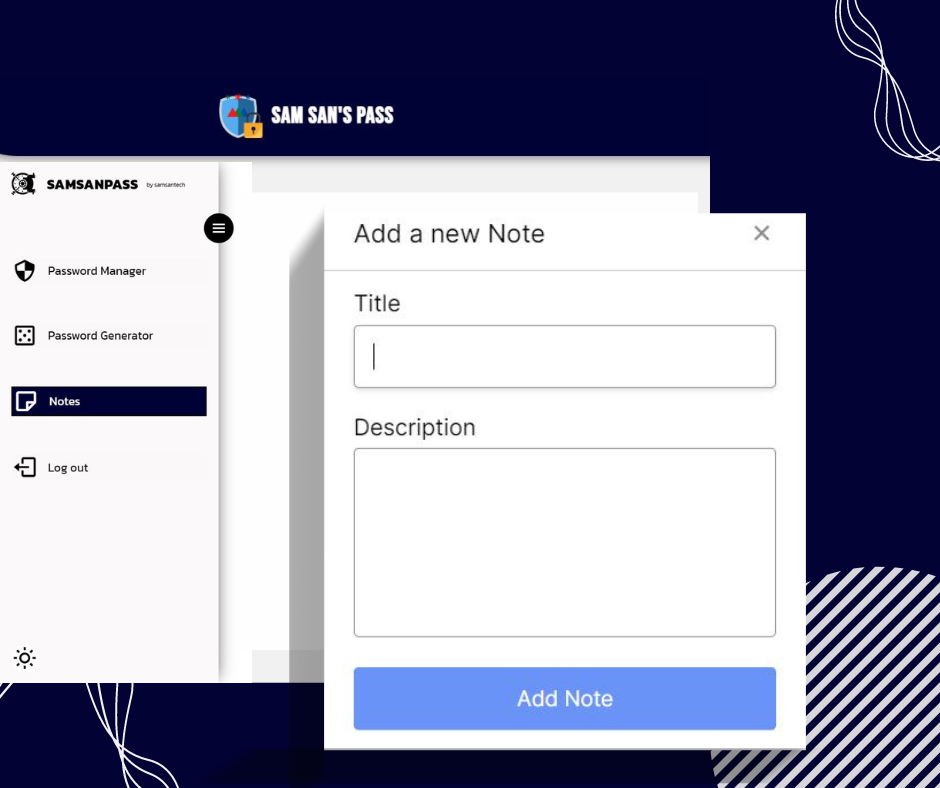 SAM SAN'S PASS
SAMSANPASS by samsantech
Password Manager
Password Generator
Notes
Log out
Add a new Note
Title
Description
Add Note